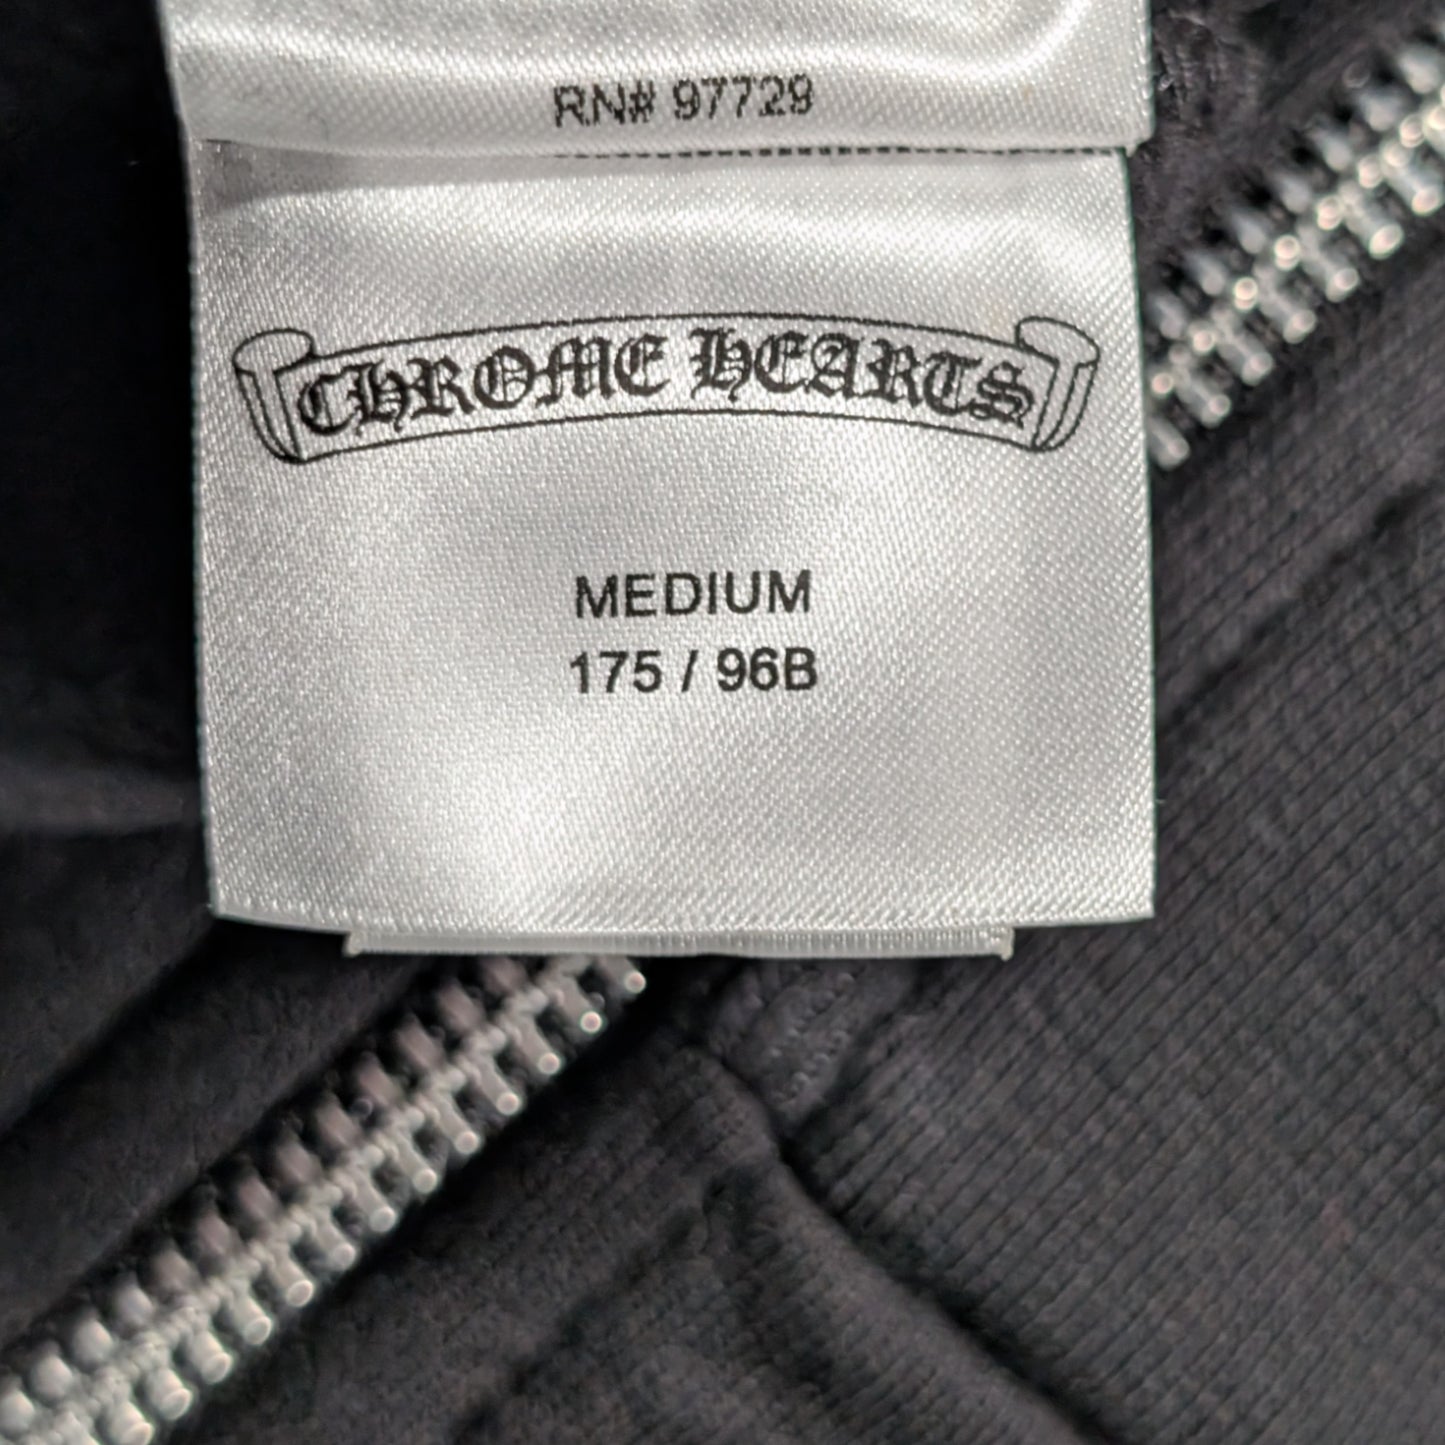 RN# 97729
CHROME HEARTS
MEDIUM
175 / 96B